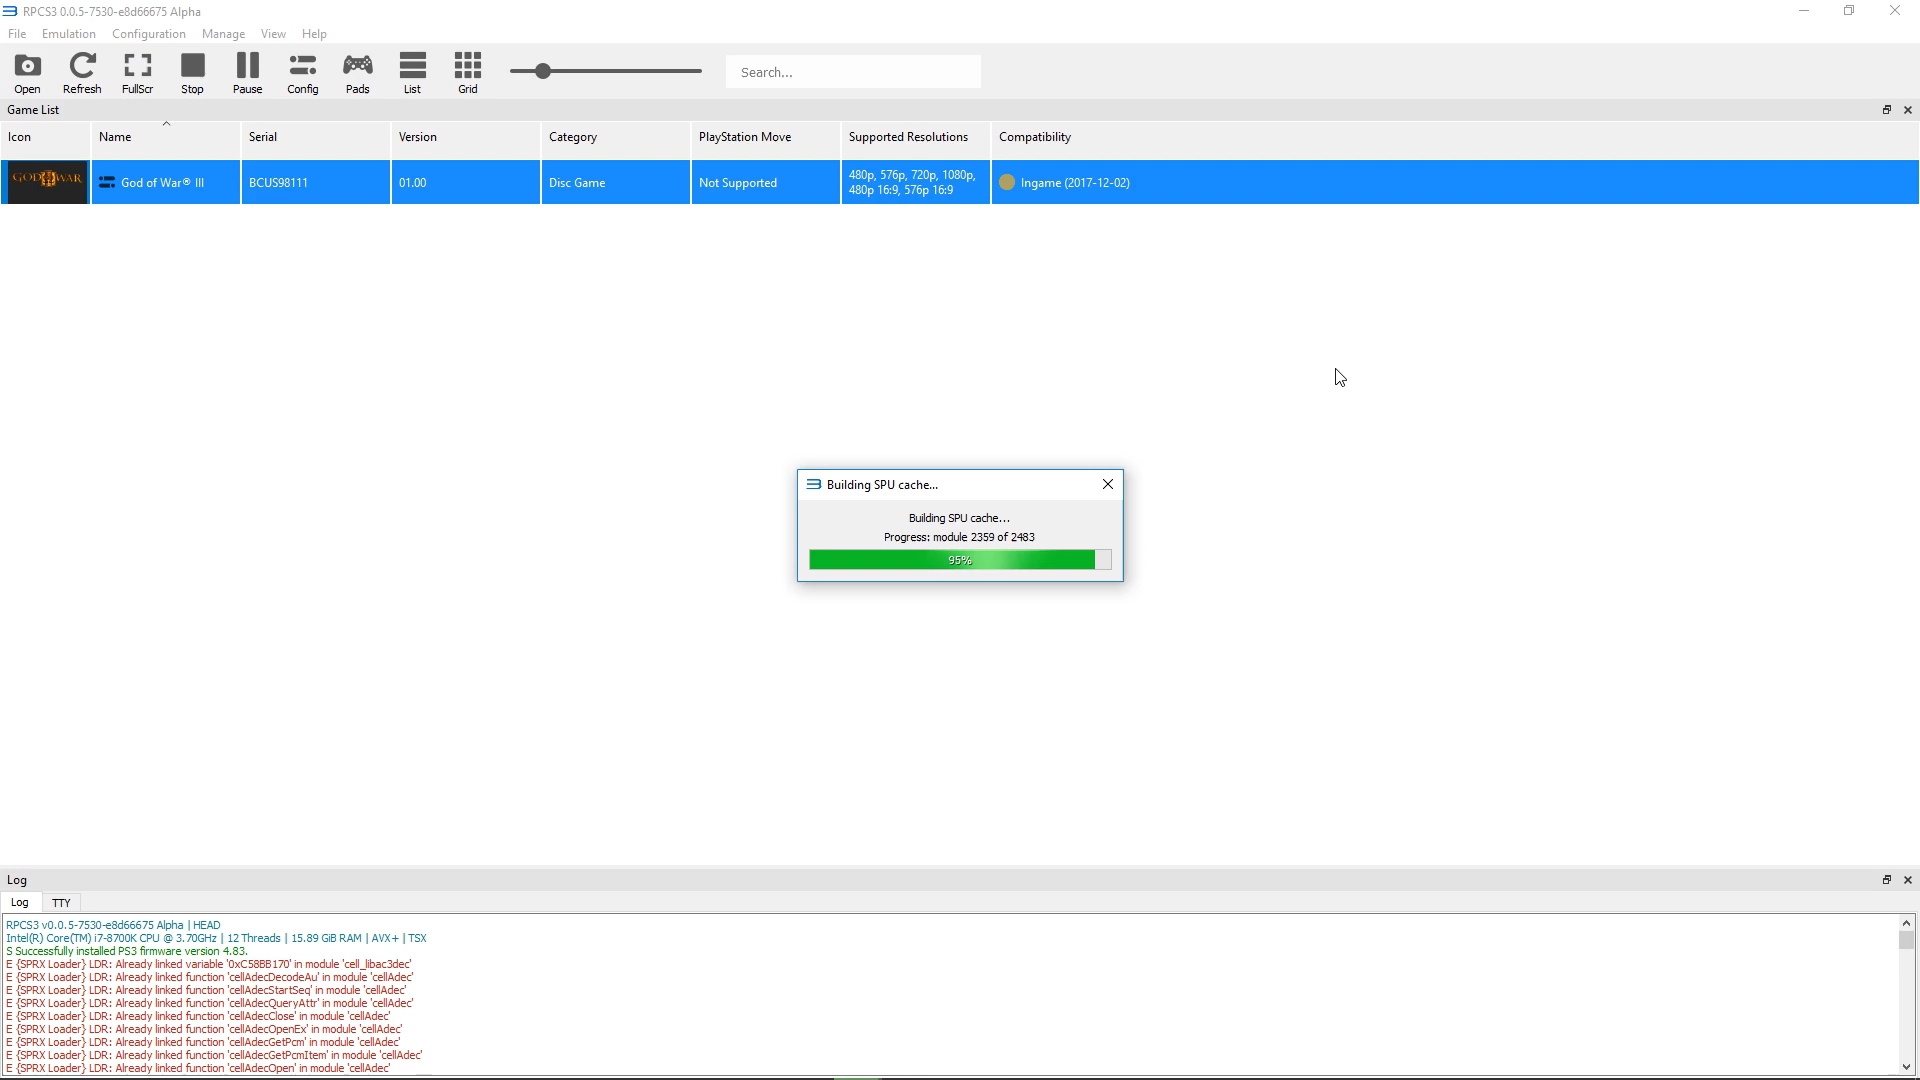 RPCS3 0.0.5-7530-e8d66675 Alpha
File Emulation Configuration Manage View Help
Open Refresh FullScr Stop Pause Config Pads List Grid
Search...
Game List
Icon Name Serial Version Category PlayStation Move Supported Resolutions Compatibility
GOD OF WAR III God of War® III BCUS98111 01.00 Disc Game Not Supported 480p, 576p, 720p, 1080p, Ingame (2017-12-02)
480p 16:9, 576p 16:9
Building SPU cache...
Building SPU cache...
Progress: module 2359 of 2483
95%
Log
Log TTY
RPCS3 v0.0.5-7530-e8d66675 Alpha | HEAD
Intel(R) Core(TM) i7-8700K CPU @ 3.70GHz | 12 Threads | 15.89 GiB RAM | AVX+ | TSX
S Successfully installed PS3 firmware version 4.83.
E {SPRX Loader} LDR: Already linked variable '0xC58BB170' in module 'cell_libac3dec'
E {SPRX Loader} LDR: Already linked function 'cellAdecDecodeAu' in module 'cellAdec'
E {SPRX Loader} LDR: Already linked function 'cellAdecStartSeq' in module 'cellAdec'
E {SPRX Loader} LDR: Already linked function 'cellAdecQueryAttr' in module 'cellAdec'
E {SPRX Loader} LDR: Already linked function 'cellAdecClose' in module 'cellAdec'
E {SPRX Loader} LDR: Already linked function 'cellAdecOpenEx' in module 'cellAdec'
E {SPRX Loader} LDR: Already linked function 'cellAdecGetPcm' in module 'cellAdec'
E {SPRX Loader} LDR: Already linked function 'cellAdecGetPcmItem' in module 'cellAdec'
E {SPRX Loader} LDR: Already linked function 'cellAdecOpen' in module 'cellAdec'